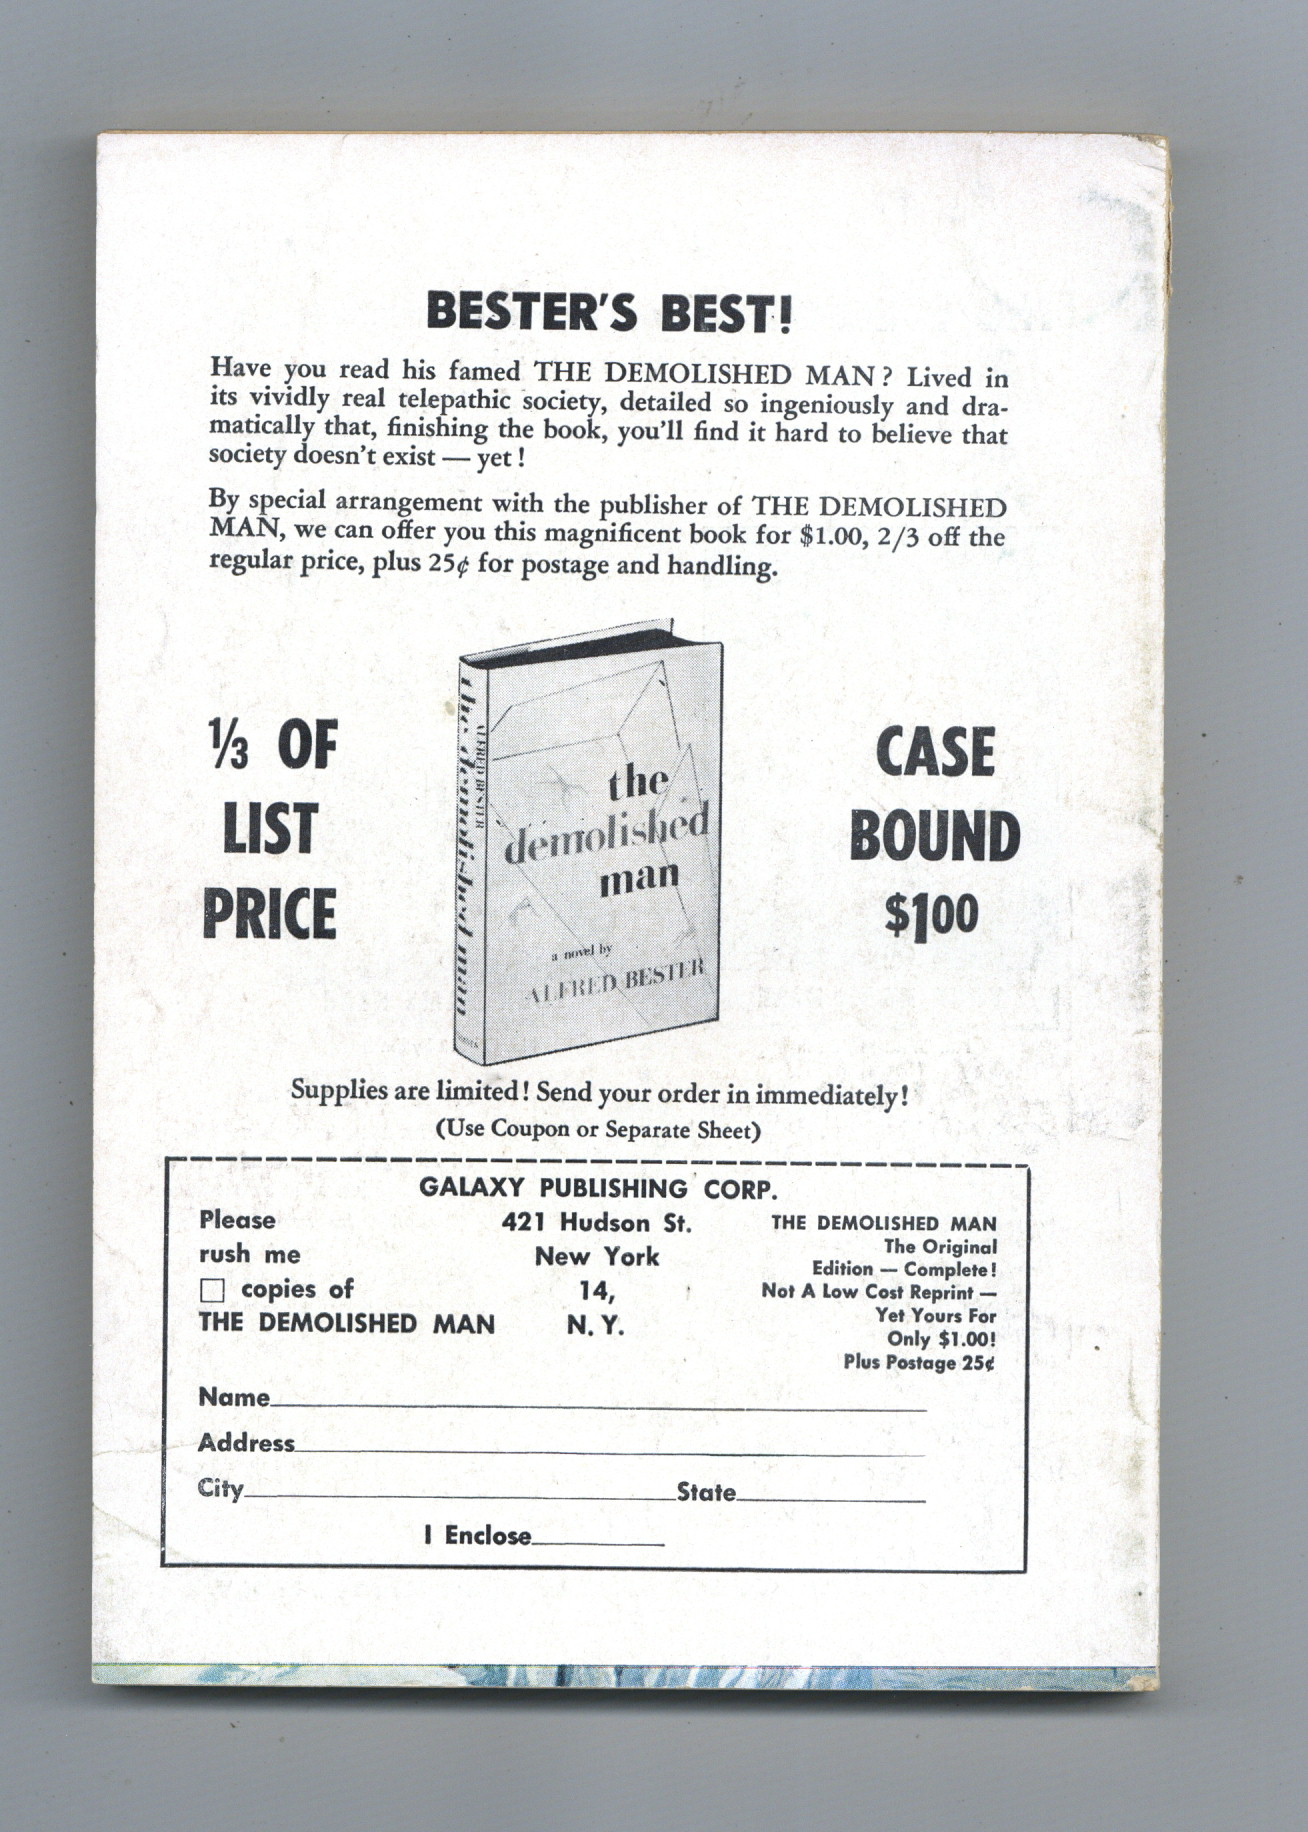 BESTER'S BEST!
Have you read his famed THE DEMOLISHED MAN? Lived in
its vividly real telepathic society, detailed so ingeniously and dra-
matically that, finishing the book, you'll find it hard to believe that
society doesn't exist — yet!
By special arrangement with the publisher of THE DEMOLISHED
MAN, we can offer you this magnificent book for $1.00, 2/3 off the
regular price, plus 25¢ for postage and handling.
⅓ OF
LIST
PRICE
the demolished man
ALFRED BESTER
the
demolished
man
a novel by
ALFRED BESTER
CASE
BOUND
$100
Supplies are limited! Send your order in immediately!
(Use Coupon or Separate Sheet)
GALAXY PUBLISHING CORP.
421 Hudson St.
New York
14,
N. Y.
Please
rush me
copies of
THE DEMOLISHED MAN
THE DEMOLISHED MAN
The Original
Edition — Complete!
Not A Low Cost Reprint —
Yet Yours For
Only $1.00!
Plus Postage 25¢
Name
Address
City State
I Enclose